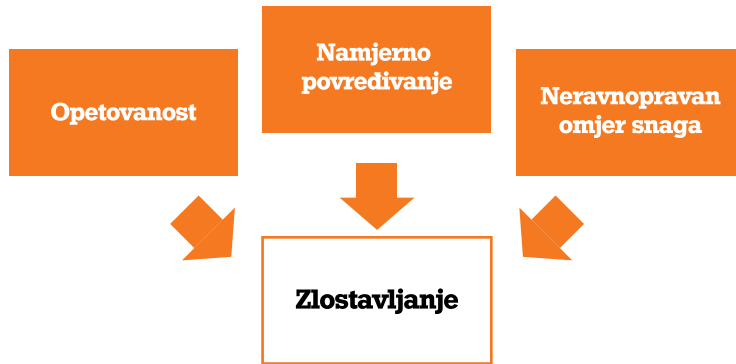 Opetovanost
Namjerno
povređivanje
Neravnopravan
omjer snaga
Zlostavljanje